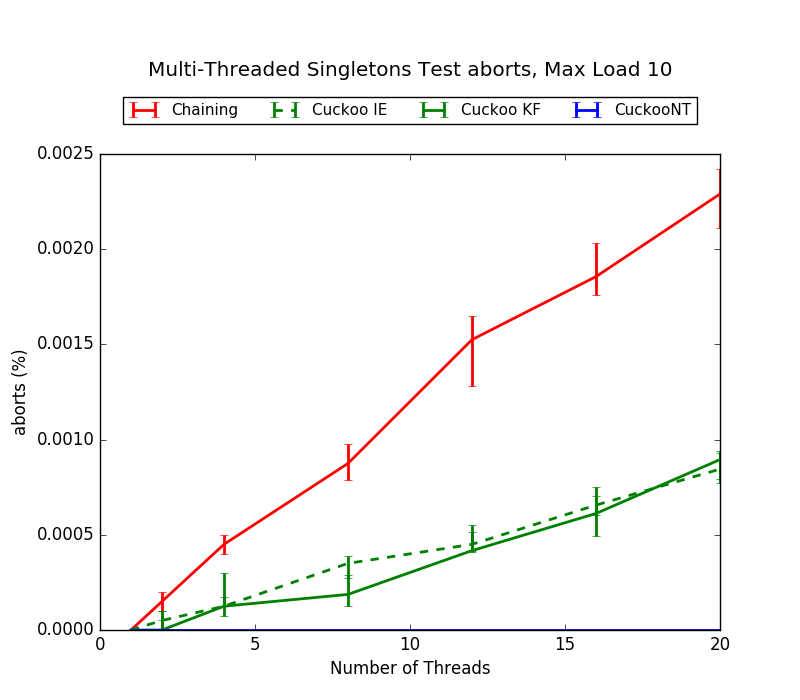 Multi-Threaded Singletons Test aborts, Max Load 10
Chaining Cuckoo IE Cuckoo KF CuckooNT
0.0025
0.0020
0.0015
0.0010
0.0005
0.0000
aborts (%)
0 5 10 15 20
Number of Threads